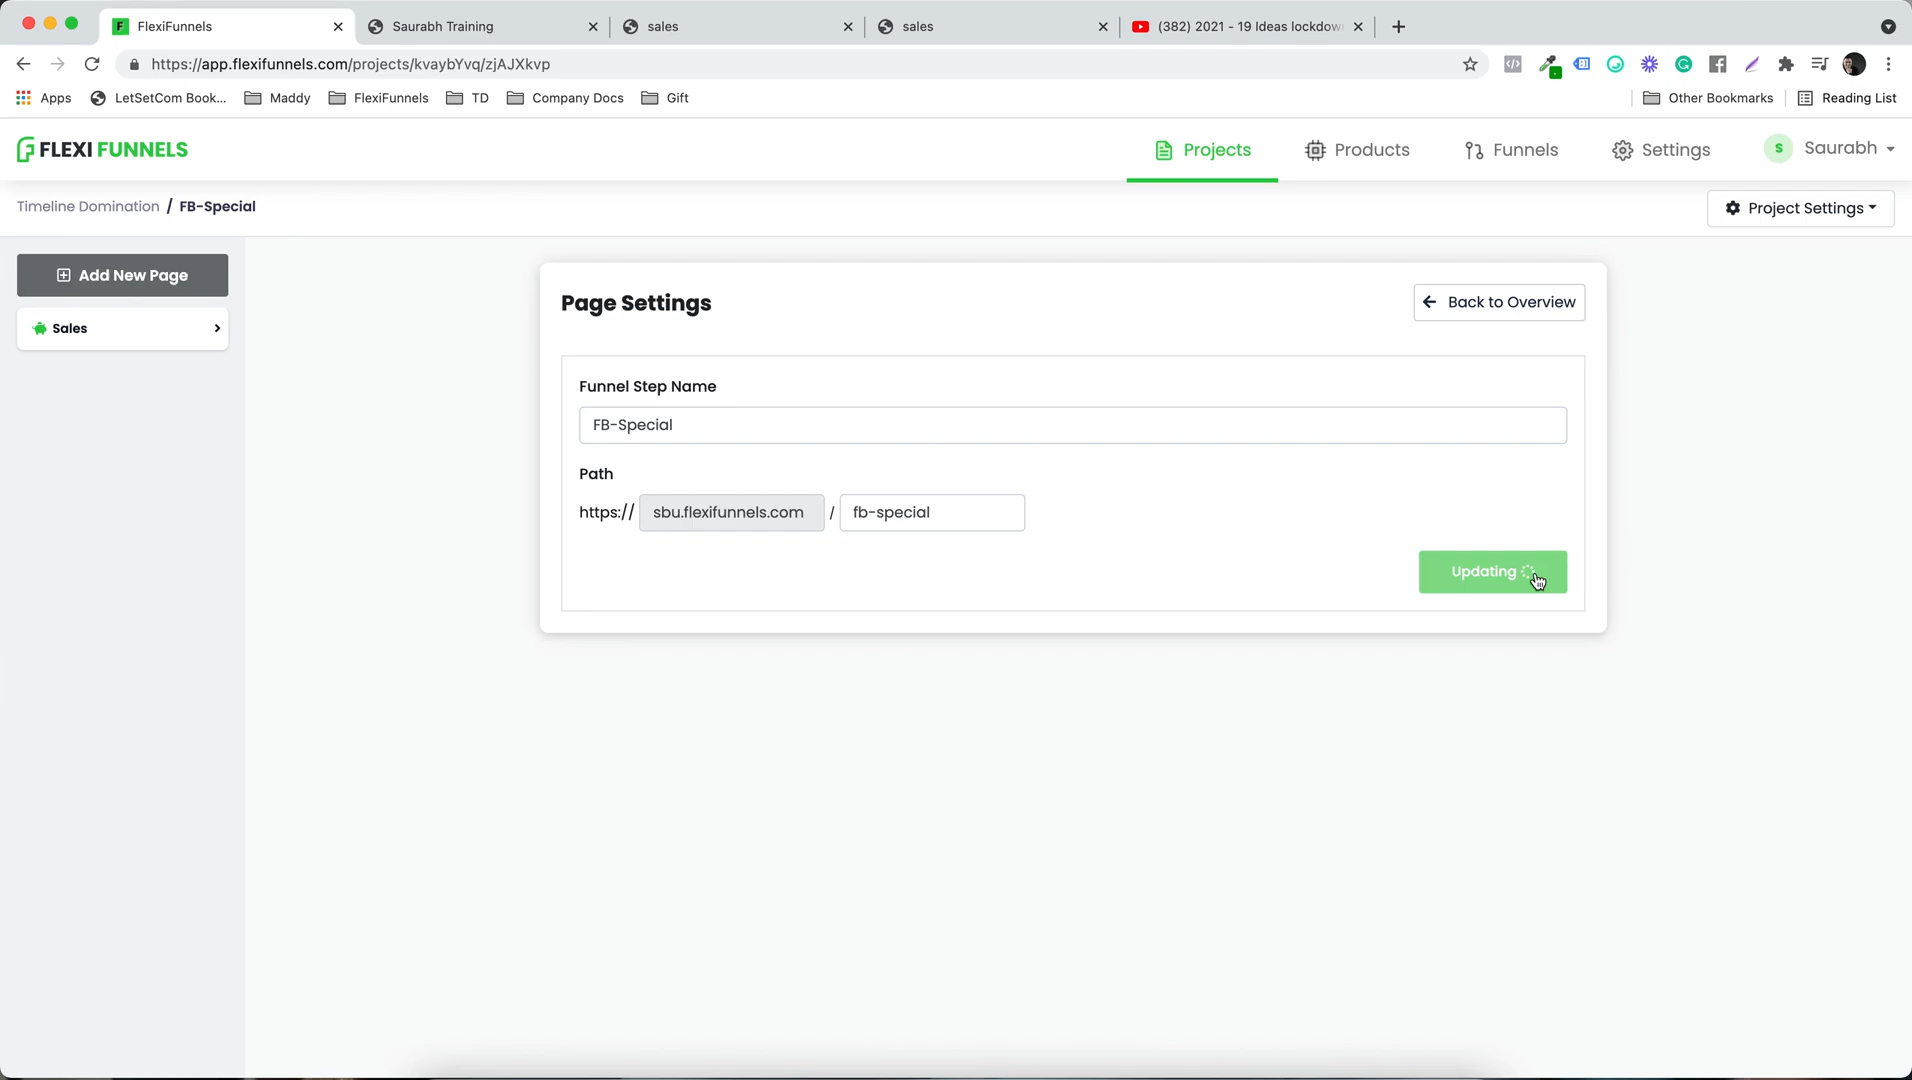 FlexiFunnels
Saurabh Training
sales
sales
(382) 2021 - 19 Ideas lockdow
https://app.flexifunnels.com/projects/kvaybYvq/zjAJXkvp
Apps
LetSetCom Book...
Maddy
FlexiFunnels
TD
Company Docs
Gift
Other Bookmarks
Reading List
FLEXI FUNNELS
Projects
Products
Funnels
Settings
S
Saurabh
Timeline Domination / FB-Special
Project Settings
Add New Page
Sales
Page Settings
Back to Overview
Funnel Step Name
FB-Special
Path
https:// sbu.flexifunnels.com / fb-special
Updating